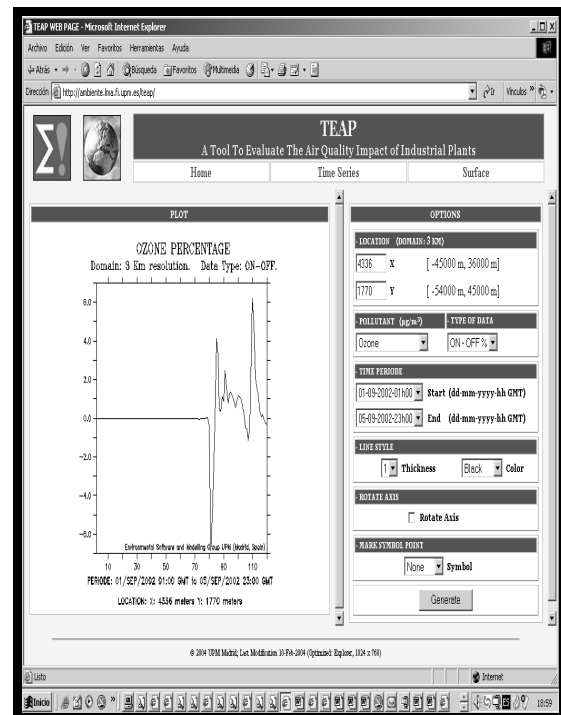 TEAP WEB PAGE - Microsoft Internet Explorer
Archivo Edición Ver Favoritos Herramientas Ayuda
Atrás Búsqueda Favoritos Multimedia
Dirección http://ambiente.lma.fi.upm.es/teap/ Ir Vínculos »
Σ!
TEAP
A Tool To Evaluate The Air Quality Impact of Industrial Plants
Home Time Series Surface
PLOT
OZONE PERCENTAGE
Domain: 3 Km resolution. Data Type: ON-OFF.
6.0
4.0
2.0
0.0
-2.0
-4.0
-6.0
Environmental Software and Modelling Group UPM (Madrid, Spain)
10 30 50 70 90 110
PERIODE: 01/SEP/2002 01:00 GMT to 05/SEP/2002 23:00 GMT
LOCATION: X: 4336 meters Y: 1770 meters
OPTIONS
- LOCATION (DOMAIN: 3 KM)
4336 X [ -45000 m, 36000 m]
1770 Y [ -54000 m, 45000 m]
- POLLUTANT (µg/m³) - TYPE OF DATA
Ozone ON - OFF %
- TIME PERIODE
01-09-2002-01h00 Start (dd-mm-yyyy-hh GMT)
05-09-2002-23h00 End (dd-mm-yyyy-hh GMT)
- LINE STYLE
1 Thickness Black Color
- ROTATE AXIS
Rotate Axis
- MARK SYMBOL POINT
None Symbol
Generate
© 2004 UPM Madrid, Last Modification 10-Feb-2004 (Optimized: Explorer, 1024 x 768)
Listo Internet
Inicio » 18:59